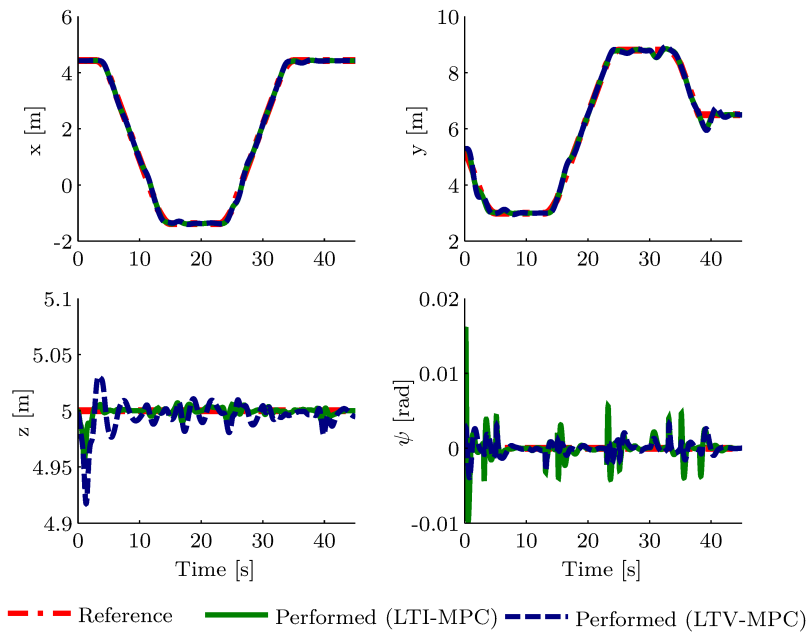 6
4
2
0
-2
x [m]
0 10 20 30 40
10
8
6
4
2
y [m]
0 10 20 30 40
5.1
5.05
5
4.95
4.9
z [m]
0 10 20 30 40
Time [s]
0.02
0.01
0
-0.01
ψ [rad]
0 10 20 30 40
Time [s]
Reference Performed (LTI-MPC) Performed (LTV-MPC)